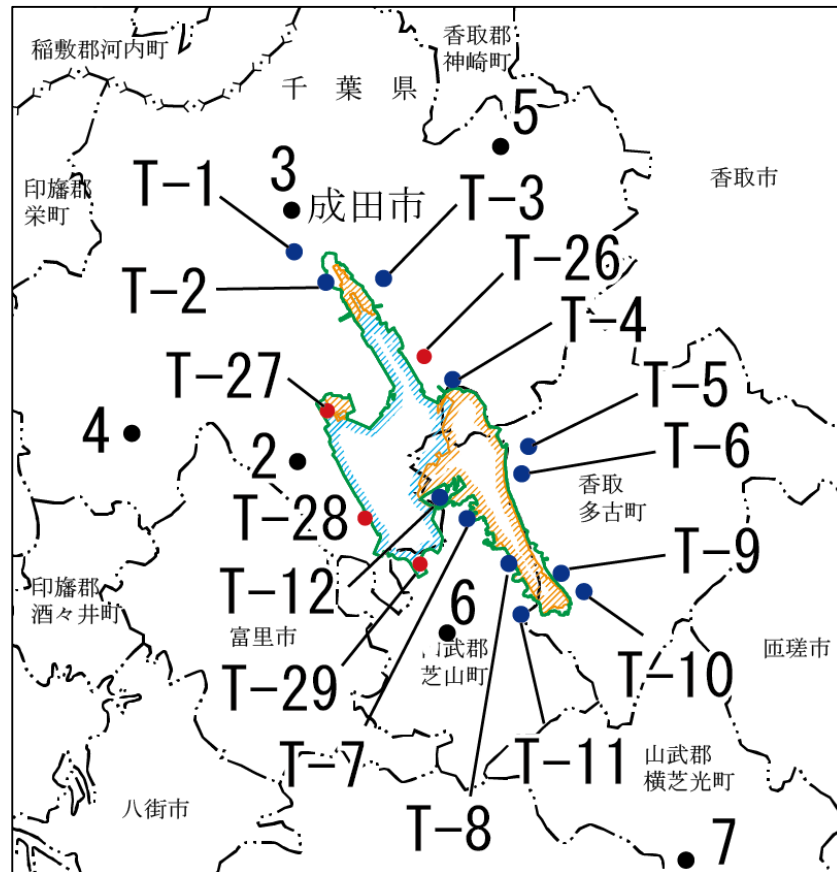 稲敷郡河内町
香取郡
神崎町
千葉県
5
印旛郡
栄町
T-1
3
成田市
T-3
香取市
T-2
T-26
T-4
T-27
T-5
4
2
T-6
香取
多古町
T-28
T-9
印旛郡
酒々井町
T-12
6
富里市
山武郡
芝山町
匝瑳市
T-29
T-10
T-7
T-11
山武郡
横芝光町
八街市
T-8
7